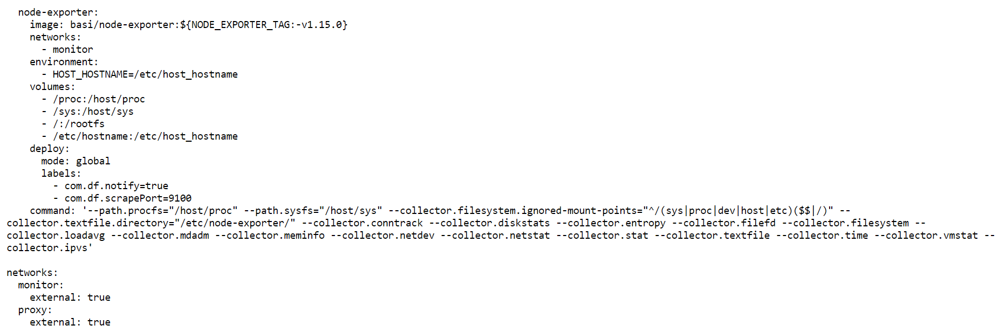 node-exporter:
image: basi/node-exporter:${NODE_EXPORTER_TAG:-v1.15.0}
networks:
- monitor
environment:
- HOST_HOSTNAME=/etc/host_hostname
volumes:
- /proc:/host/proc
- /sys:/host/sys
- /:/rootfs
- /etc/hostname:/etc/host_hostname
deploy:
mode: global
labels:
- com.df.notify=true
- com.df.scrapePort=9100
command: '--path.procfs="/host/proc" --path.sysfs="/host/sys" --collector.filesystem.ignored-mount-points="^/(sys|proc|dev|host|etc)($$|/)" --
collector.textfile.directory="/etc/node-exporter/" --collector.conntrack --collector.diskstats --collector.entropy --collector.filefd --collector.filesystem --
collector.loadavg --collector.mdadm --collector.meminfo --collector.netdev --collector.netstat --collector.stat --collector.textfile --collector.time --collector.vmstat --
collector.ipvs'
networks:
monitor:
external: true
proxy:
external: true